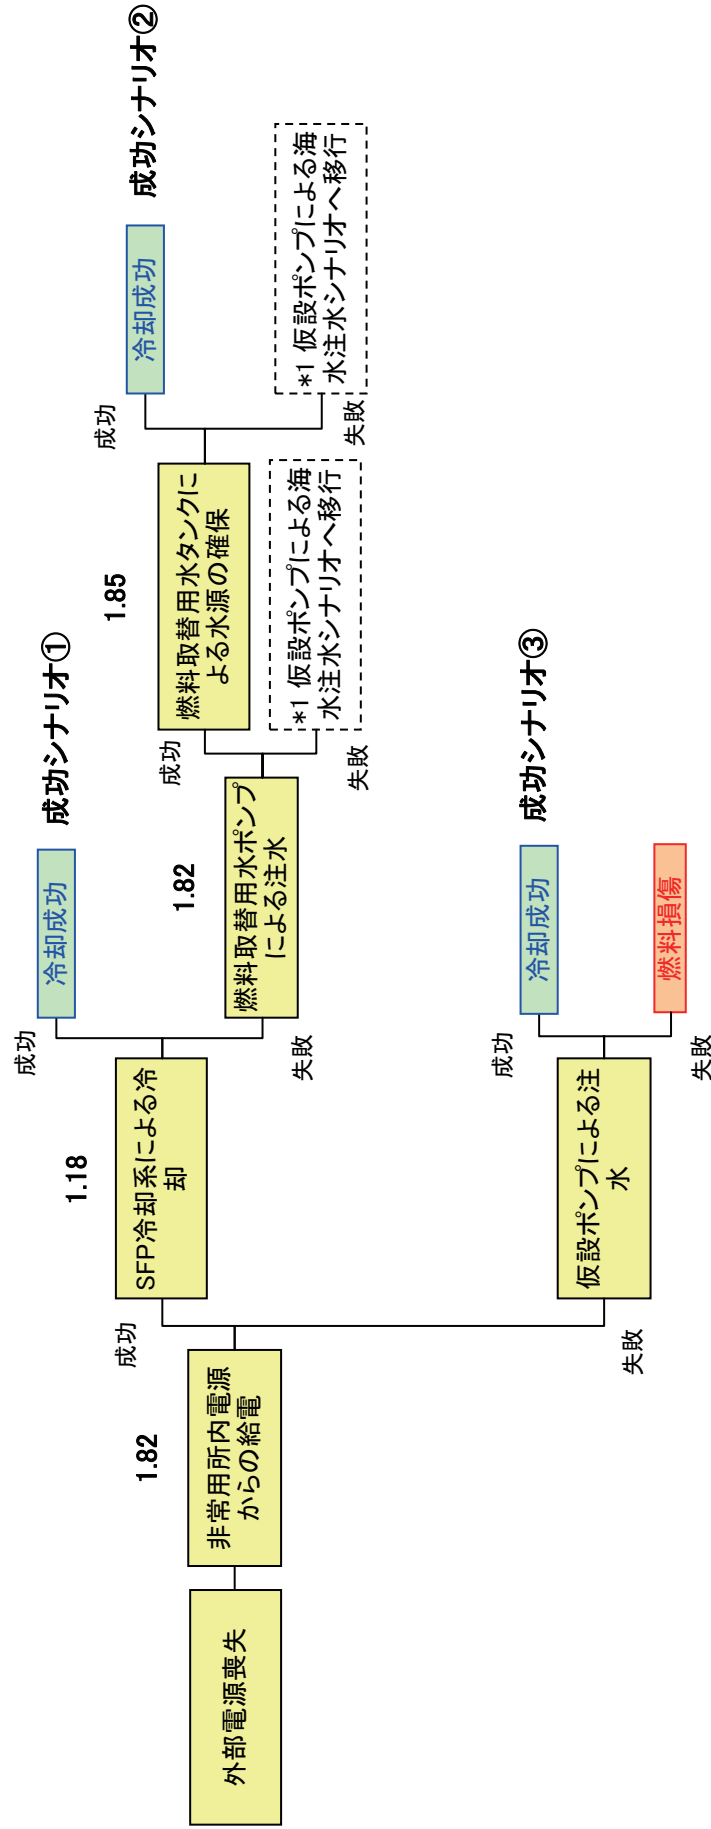 外部電源喪失
1.82
非常用所内電源
からの給電
成功
失敗
1.18
SFP冷却系による冷
却
成功
失敗
冷却成功
成功シナリオ①
1.82
燃料取替用水ポンプ
による注水
成功
失敗
1.85
燃料取替用水タンクに
よる水源の確保
成功
失敗
冷却成功
成功シナリオ②
*1 仮設ポンプによる海
水注水シナリオへ移行
*1 仮設ポンプによる海
水注水シナリオへ移行
仮設ポンプによる注
水
成功
失敗
冷却成功
成功シナリオ③
燃料損傷